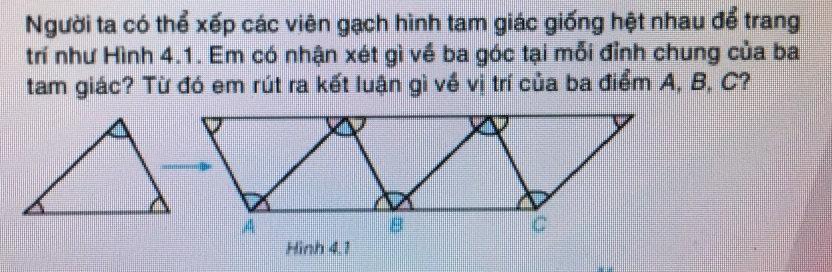 Người ta có thể xếp các viên gạch hình tam giác giống hệt nhau để trang
trí như Hình 4.1. Em có nhận xét gì về ba góc tại mỗi đỉnh chung của ba
tam giác? Từ đó em rút ra kết luận gì về vị trí của ba điểm A, B, C?
A B C
Hình 4.1